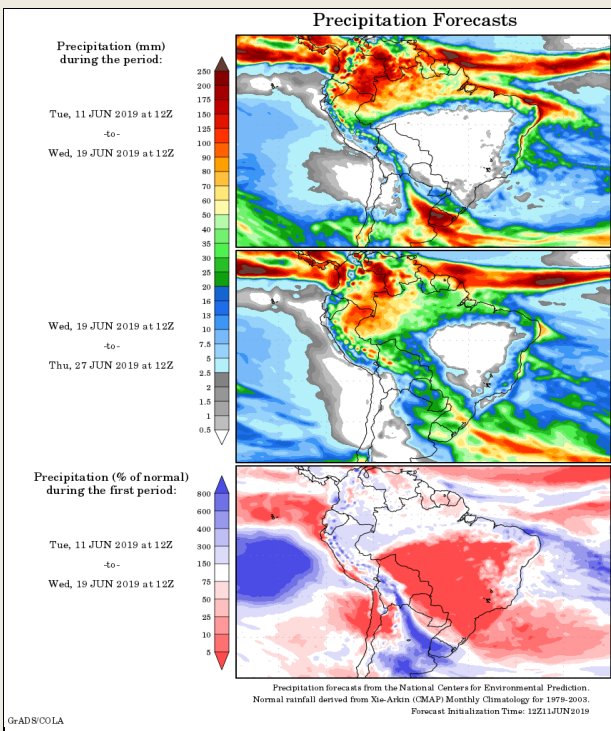 Precipitation Forecasts
Precipitation (mm)
during the period:
Tue, 11 JUN 2019 at 12Z
-to-
Wed, 19 JUN 2019 at 12Z
250
200
175
150
125
100
90
80
70
60
50
40
35
30
25
20
16
13
10
7.5
5
2.5
2
1.5
1
0.5
Wed, 19 JUN 2019 at 12Z
-to-
Thu, 27 JUN 2019 at 12Z
Precipitation (% of normal)
during the first period:
Tue, 11 JUN 2019 at 12Z
-to-
Wed, 19 JUN 2019 at 12Z
800
600
400
300
150
75
50
25
10
5
Precipitation forecasts from the National Centers for Environmental Prediction.
Normal rainfall derived from Xie-Arkin (CMAP) Monthly Climatology for 1979-2003.
Forecast Initialization Time: 12Z11JUN2019
GrADS/COLA